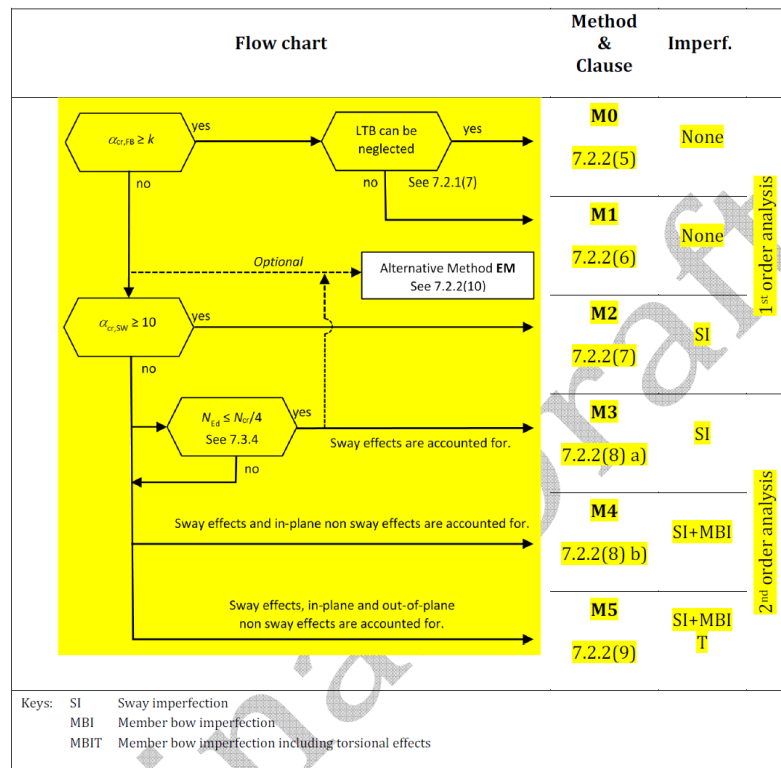 Flow chart
Method
&
Clause
Imperf.
α_cr,FB ≥ k
yes
no
LTB can be
neglected
yes
no
See 7.2.1(7)
M0
7.2.2(5)
None
M1
7.2.2(6)
None
Optional
Alternative Method EM
See 7.2.2(10)
α_cr,SW ≥ 10
yes
no
M2
7.2.2(7)
SI
1st order analysis
N_Ed ≤ N_cr/4
See 7.3.4
yes
no
Sway effects are accounted for.
M3
7.2.2(8) a)
SI
Sway effects and in-plane non sway effects are accounted for.
M4
7.2.2(8) b)
SI+MBI
Sway effects, in-plane and out-of-plane
non sway effects are accounted for.
M5
7.2.2(9)
SI+MBI
T
2nd order analysis
Keys: SI Sway imperfection
MBI Member bow imperfection
MBIT Member bow imperfection including torsional effects